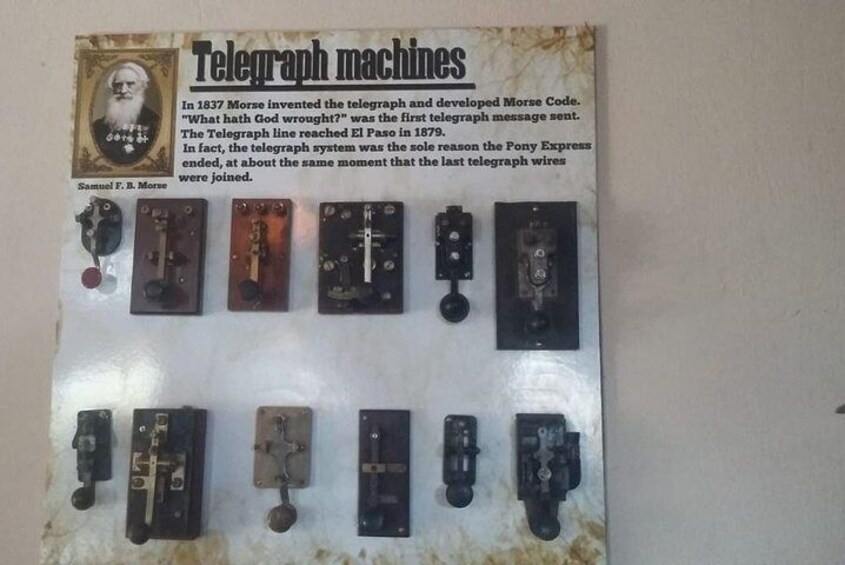 Telegraph machines
In 1837 Morse invented the telegraph and developed Morse Code.
"What hath God wrought?" was the first telegraph message sent.
The Telegraph line reached El Paso in 1879.
In fact, the telegraph system was the sole reason the Pony Express
ended, at about the same moment that the last telegraph wires
were joined.
Samuel F. B. Morse